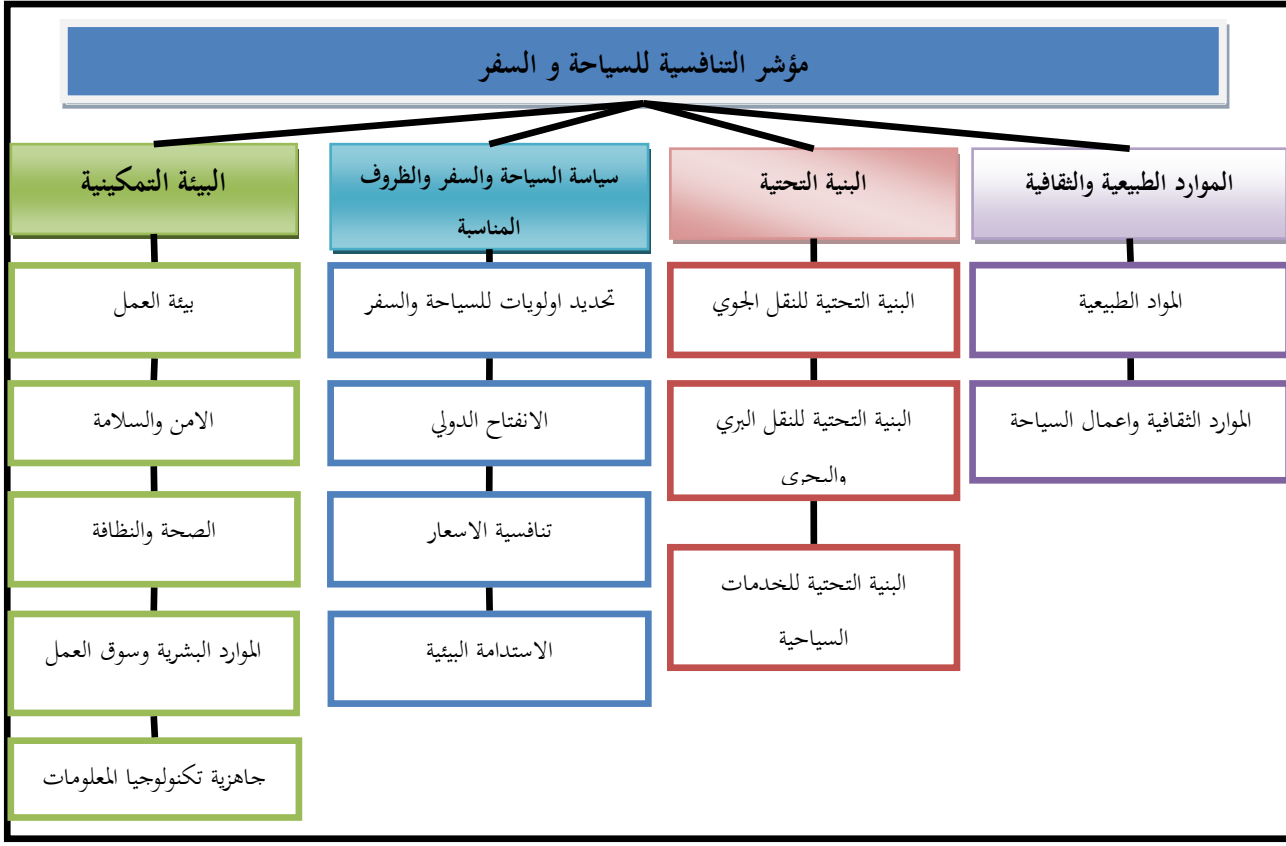 مؤشر التنافسية للسياحة و السفر
الموارد الطبيعية والثقافية
المواد الطبيعية
الموارد الثقافية واعمال السياحة
البنية التحتية
البنية التحتية للنقل الجوي
البنية التحتية للنقل البري
والبحري
البنية التحتية للخدمات
السياحية
سياسة السياحة والسفر والظروف
المناسبة
تحديد اولويات للسياحة والسفر
الانفتاح الدولي
تنافسية الاسعار
الاستدامة البيئية
البيئة التمكينية
بيئة العمل
الامن والسلامة
الصحة والنظافة
الموارد البشرية وسوق العمل
جاهزية تكنولوجيا المعلومات